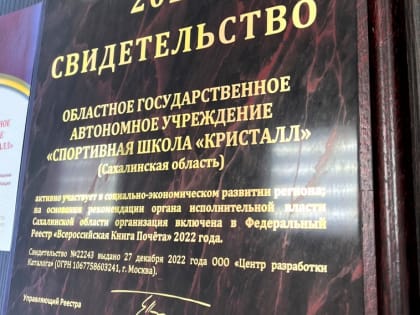 СВИДЕТЕЛЬСТВО
ОБЛАСТНОЕ ГОСУДАРСТВЕННОЕ
АВТОНОМНОЕ УЧРЕЖДЕНИЕ
«СПОРТИВНАЯ ШКОЛА «КРИСТАЛЛ»
(Сахалинская область)
активно участвует в социально-экономическом развитии региона;
на основании рекомендации органа исполнительной власти
Сахалинской области организация включена в Федеральный
Реестр «Всероссийская Книга Почёта» 2022 года.
Свидетельство №22243 выдано 27 декабря 2022 года ООО «Центр разработки
Каталога» (ОГРН 1067758603241, г. Москва).
Управляющий Реестра